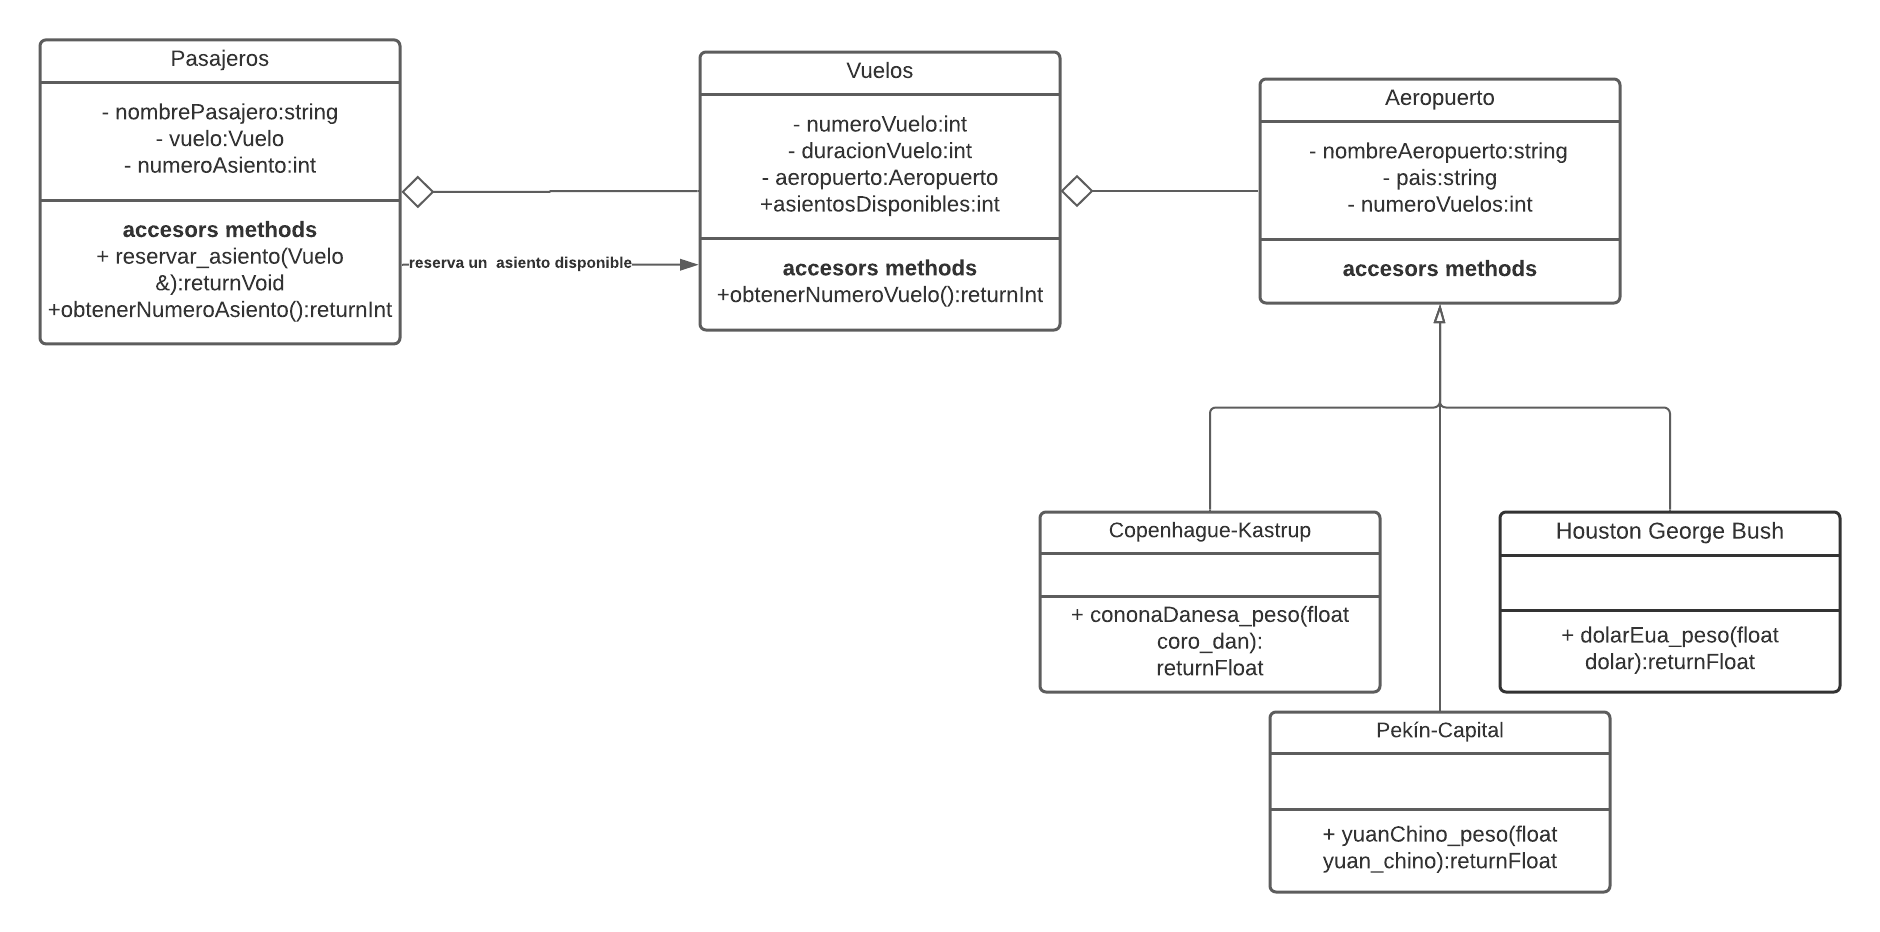 Pasajeros
- nombrePasajero:string
- vuelo:Vuelo
- numeroAsiento:int
accesors methods
+ reservar_asiento(Vuelo
&):returnVoid
+obtenerNumeroAsiento():returnInt
reserva un  asiento disponible
Vuelos
- numeroVuelo:int
- duracionVuelo:int
- aeropuerto:Aeropuerto
+asientosDisponibles:int
accesors methods
+obtenerNumeroVuelo():returnInt
Aeropuerto
- nombreAeropuerto:string
- pais:string
- numeroVuelos:int
accesors methods
Copenhague-Kastrup
+ cononaDanesa_peso(float
coro_dan):
returnFloat
Houston George Bush
+ dolarEua_peso(float
dolar):returnFloat
Pekín-Capital
+ yuanChino_peso(float
yuan_chino):returnFloat